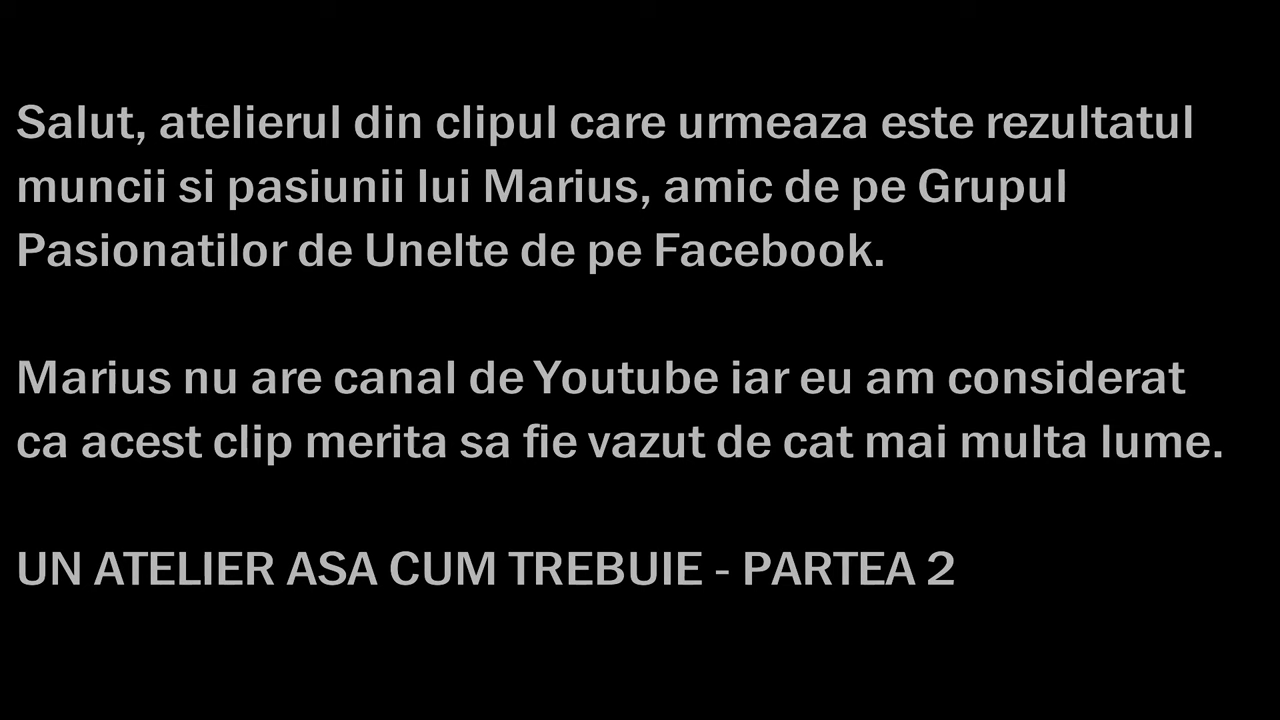 Salut, atelierul din clipul care urmeaza este rezultatul
muncii si pasiunii lui Marius, amic de pe Grupul
Pasionatilor de Unelte de pe Facebook.
Marius nu are canal de Youtube iar eu am considerat
ca acest clip merita sa fie vazut de cat mai multa lume.
UN ATELIER ASA CUM TREBUIE - PARTEA 2